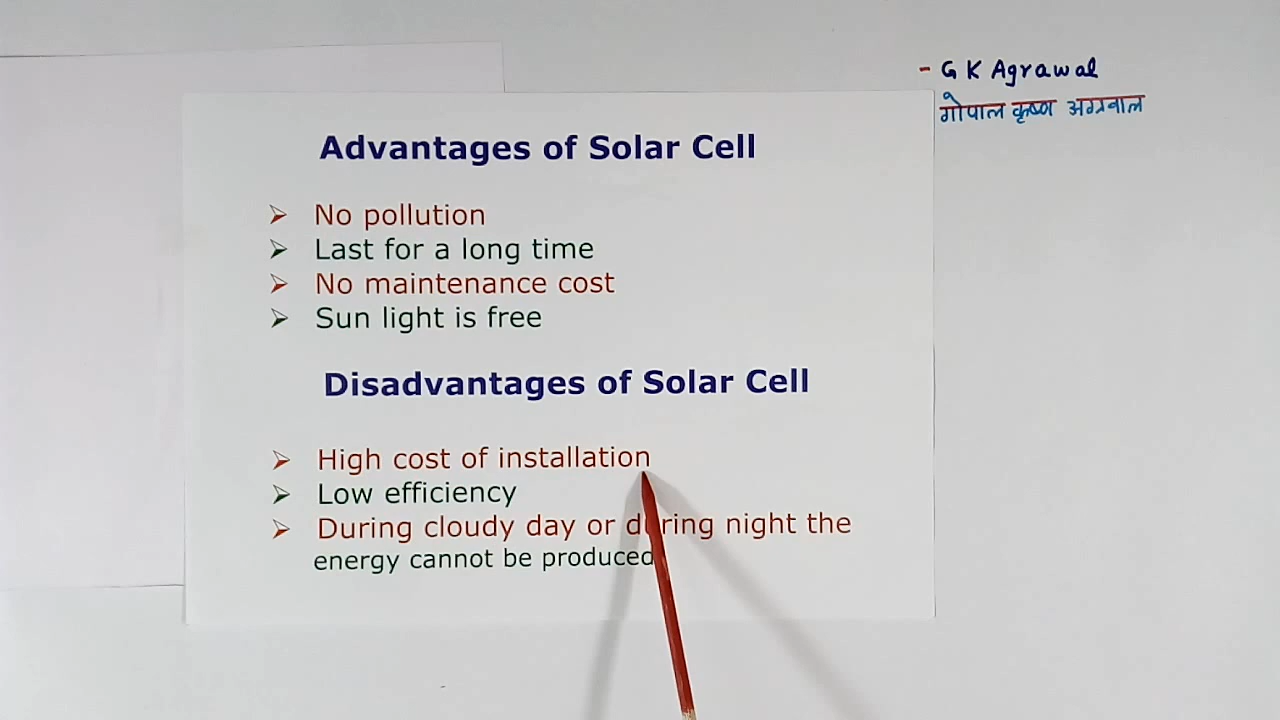 - G K Agrawal
गोपाल कृष्ण अग्रवाल
Advantages of Solar Cell
➢ No pollution
➢ Last for a long time
➢ No maintenance cost
➢ Sun light is free
Disadvantages of Solar Cell
➢ High cost of installation
➢ Low efficiency
➢ During cloudy day or during night the
energy cannot be produced